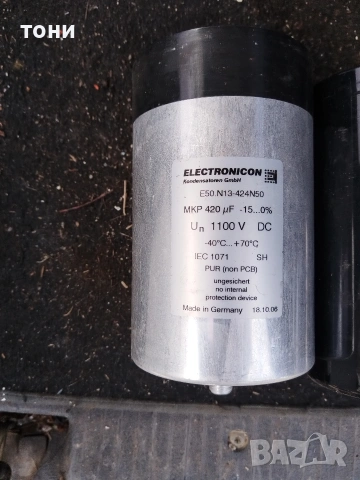 ТОНИ
ELECTRONICON
Kondensatoren GmbH
E50.N13-424N50
MKP 420 µF -15...0%
Un 1100 V DC
-40°C...+70°C
IEC 1071 SH
PUR (non PCB)
ungesichert
no internal
protection device
Made in Germany 18.10.06
BAZAR